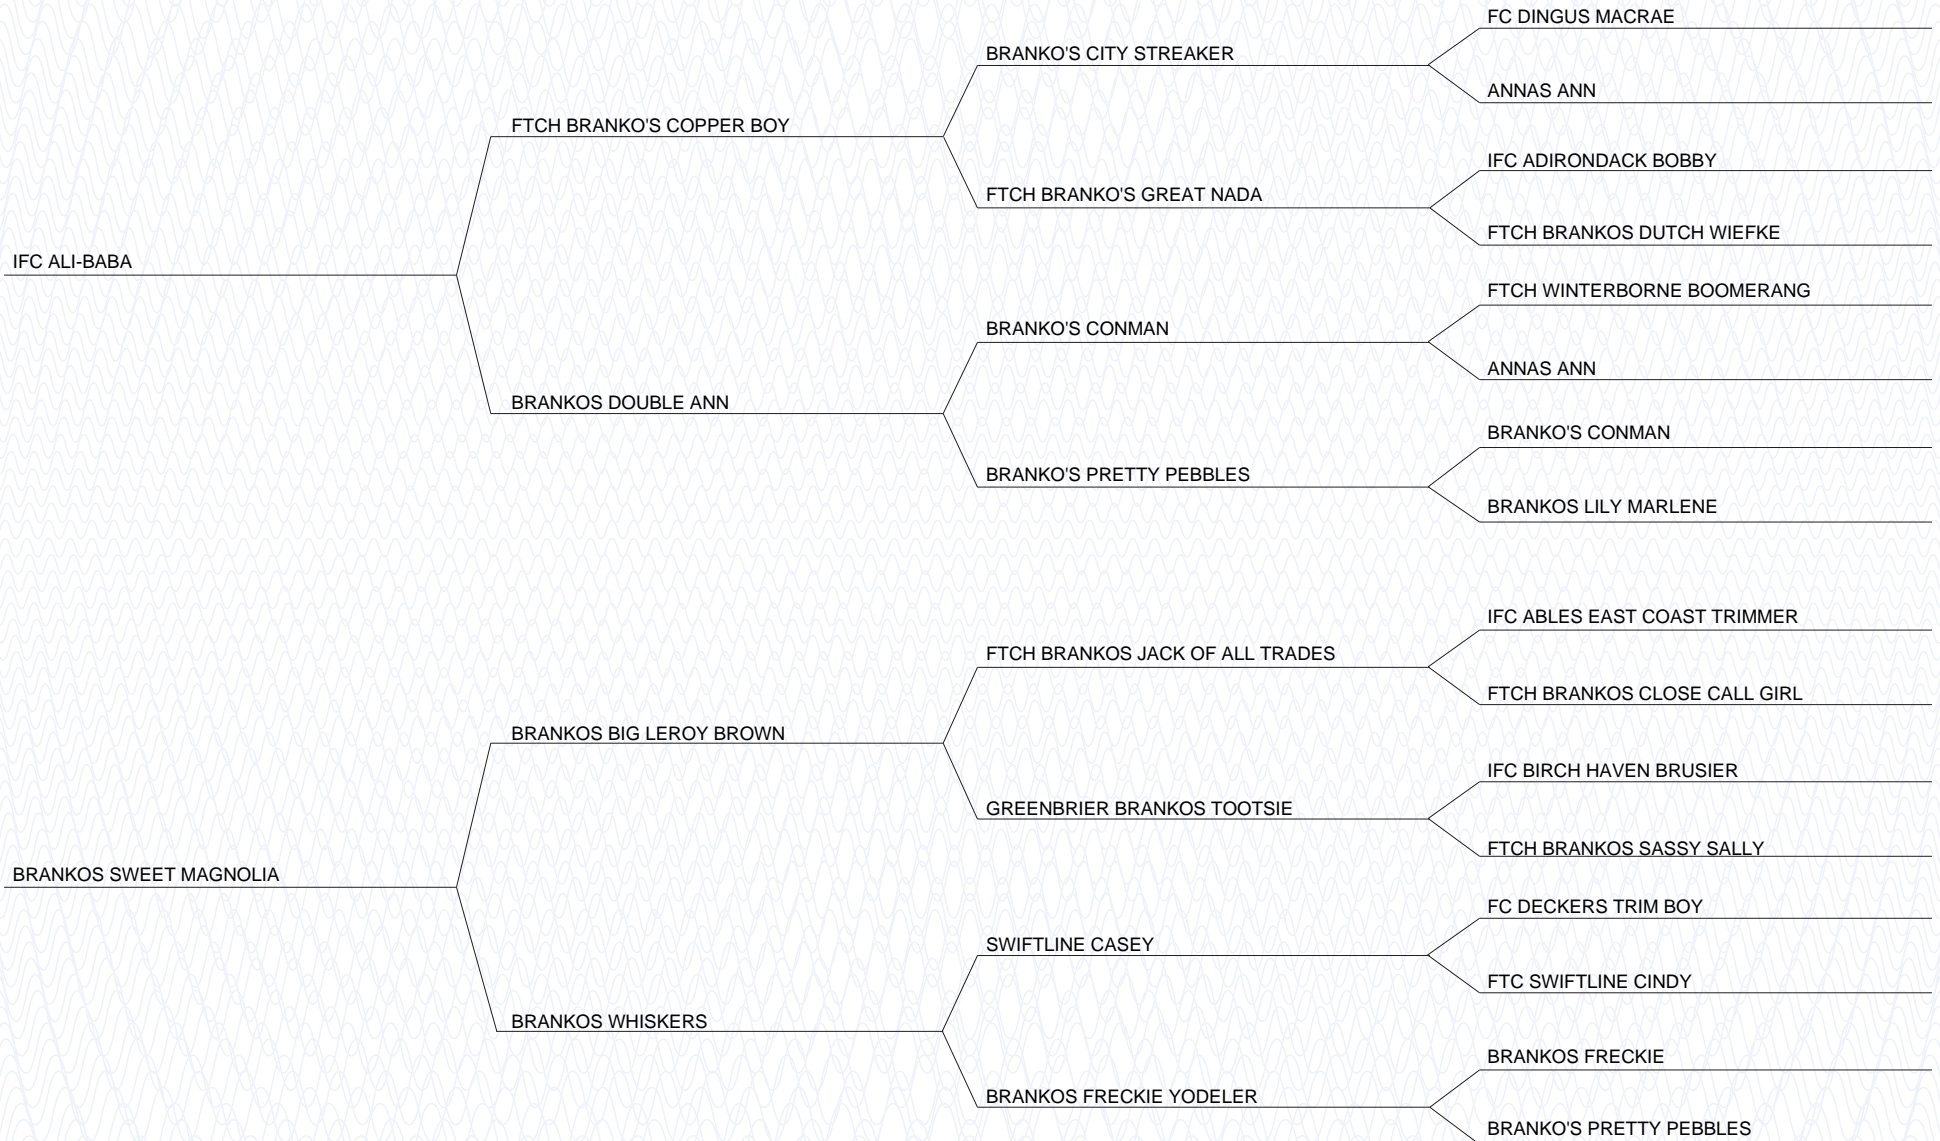 FC DINGUS MACRAE
BRANKO'S CITY STREAKER
ANNAS ANN
FTCH BRANKO'S COPPER BOY
IFC ADIRONDACK BOBBY
FTCH BRANKO'S GREAT NADA
FTCH BRANKOS DUTCH WIEFKE
IFC ALI-BABA
FTCH WINTERBORNE BOOMERANG
BRANKO'S CONMAN
ANNAS ANN
BRANKOS DOUBLE ANN
BRANKO'S CONMAN
BRANKO'S PRETTY PEBBLES
BRANKOS LILY MARLENE
IFC ABLES EAST COAST TRIMMER
FTCH BRANKOS JACK OF ALL TRADES
FTCH BRANKOS CLOSE CALL GIRL
BRANKOS BIG LEROY BROWN
IFC BIRCH HAVEN BRUSIER
GREENBRIER BRANKOS TOOTSIE
FTCH BRANKOS SASSY SALLY
BRANKOS SWEET MAGNOLIA
FC DECKERS TRIM BOY
SWIFTLINE CASEY
FTC SWIFTLINE CINDY
BRANKOS WHISKERS
BRANKOS FRECKIE
BRANKOS FRECKIE YODELER
BRANKO'S PRETTY PEBBLES